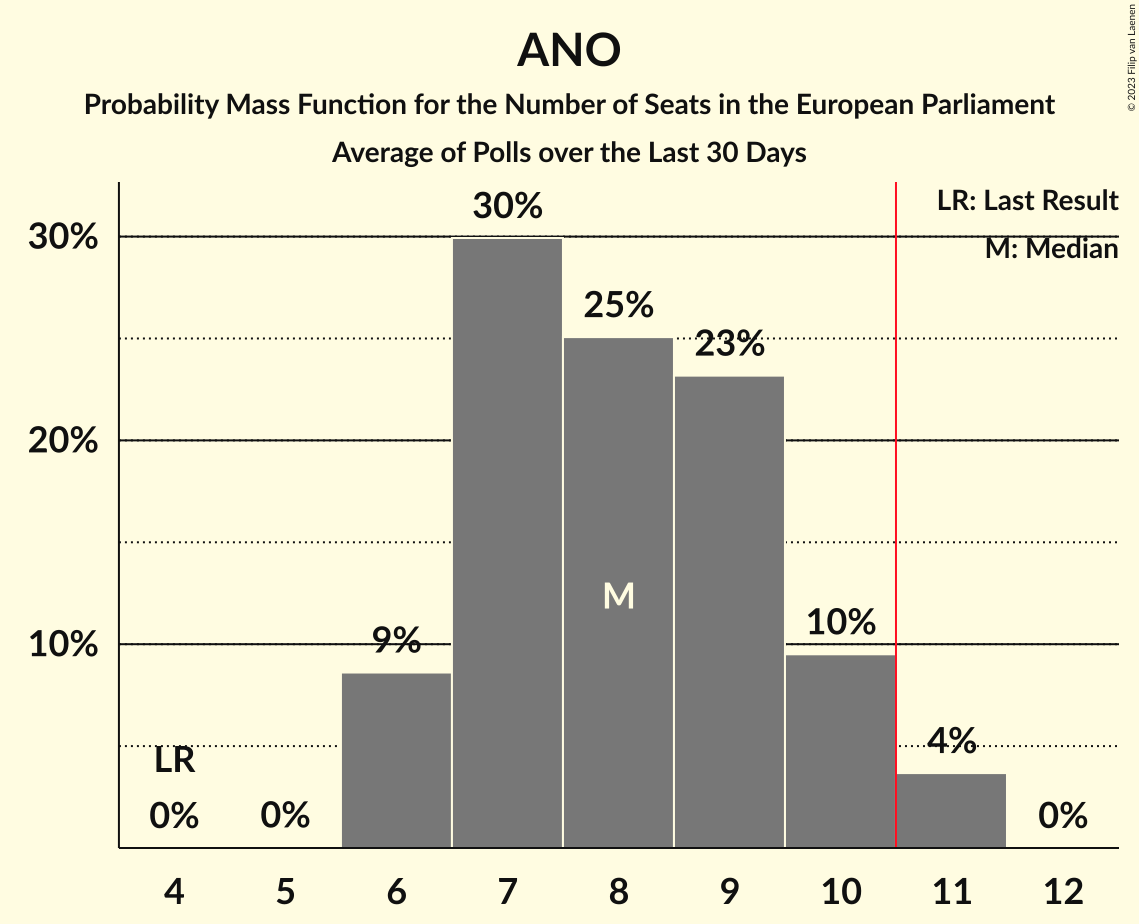 ANO
Probability Mass Function for the Number of Seats in the European Parliament
Average of Polls over the Last 30 Days
© 2023 Filip van Laenen
LR: Last Result
M: Median
30%
20%
10%
LR
0%
0%
9%
30%
25%
M
23%
10%
4%
0%
4 5 6 7 8 9 10 11 12